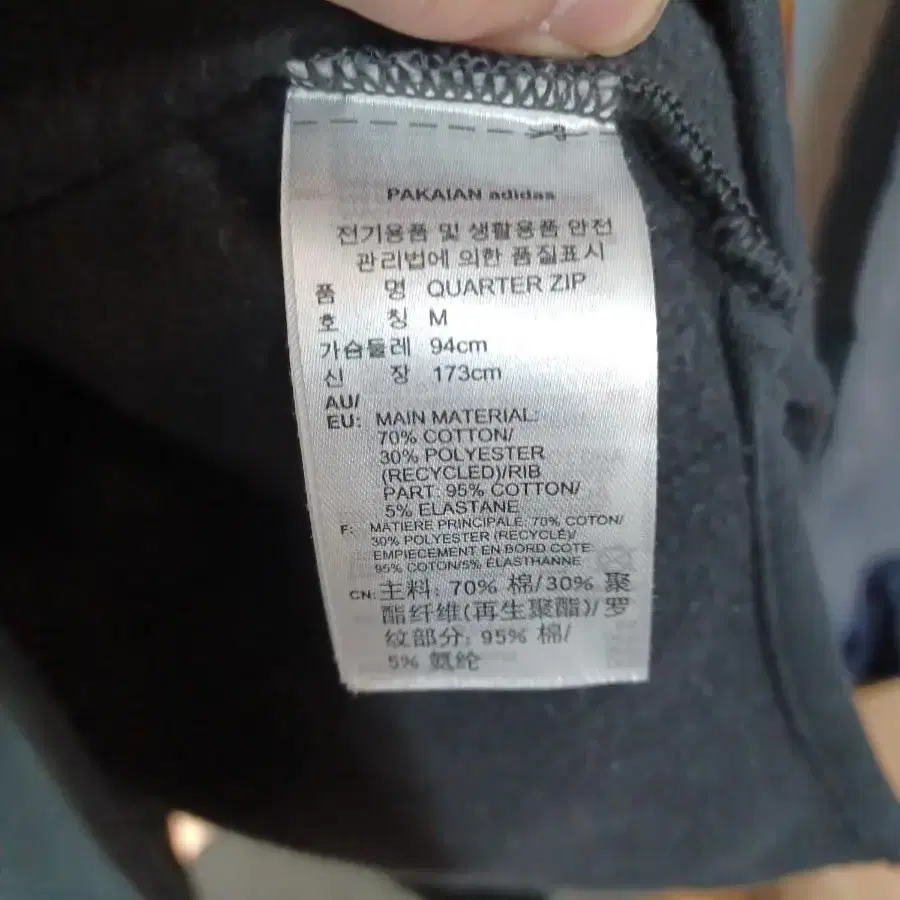 PAKAIAN adidas
전기용품 및 생활용품 안전
관리법에 의한 품질표시
품 명 QUARTER ZIP
호 칭 M
가슴둘레 94cm
신 장 173cm
AU/
EU: MAIN MATERIAL:
70% COTTON/
30% POLYESTER
(RECYCLED)/RIB
PART: 95% COTTON/
5% ELASTANE
F: MATIERE PRINCIPALE: 70% COTON/
30% POLYESTER (RECYCLÉ)/
EMPIECEMENT EN BORD COTE:
95% COTON/5% ÉLASTHANNE
CN: 主料: 70% 棉/30% 聚
酯纤维(再生聚酯)/罗
纹部分: 95% 棉/
5% 氨纶